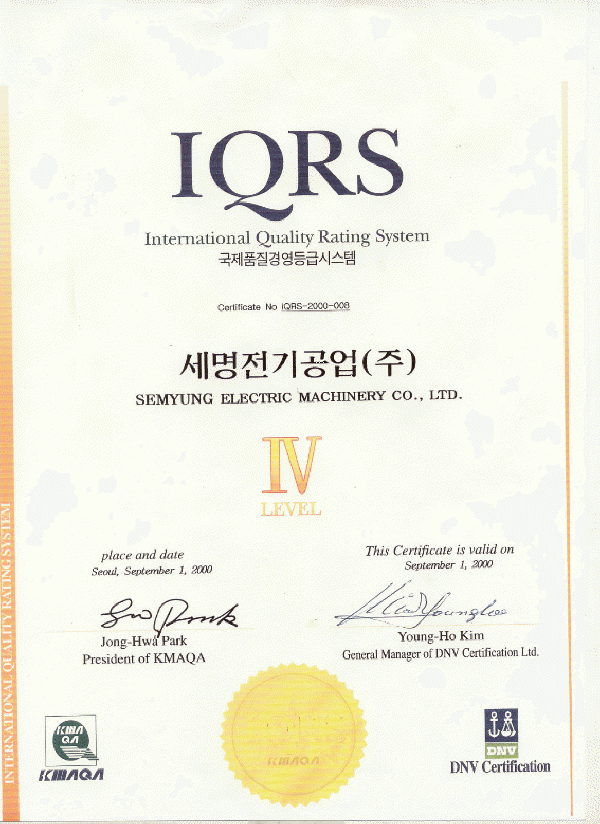 IQRS
International Quality Rating System
국제품질경영등급시스템
Certificate No IQRS-2000-008
세명전기공업(주)
SEMYUNG ELECTRIC MACHINERY CO., LTD.
IV
LEVEL
place and date
Seoul, September 1, 2000
This Certificate is valid on
September 1, 2000
Jong-Hwa Park
President of KMAQA
Young-Ho Kim
General Manager of DNV Certification Ltd.
INTERNATIONAL QUALITY RATING SYSTEM
KMA
QA
KMAQA
KMAQA
DNV
DNV Certification